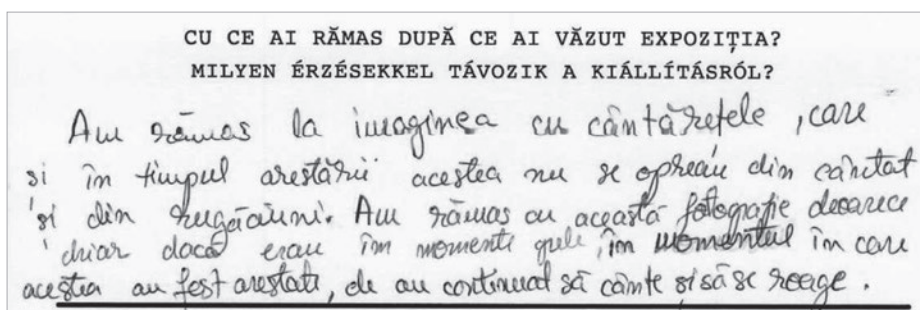 CU CE AI RĂMAS DUPĂ CE AI VĂZUT EXPOZIȚIA?
MILYEN ÉRZÉSEKKEL TÁVOZIK A KIÁLLÍTÁSRÓL?
Am rămas la imaginea cu cântărețele, care
și în timpul arestării acestea nu se opreau din cântat
și din rugăciuni. Am rămas cu această fotografie deoarece
chiar dacă erau în momente grele, în momentul în care
aceștea au fost arestati, ele au continuat să cânte și să se roage.